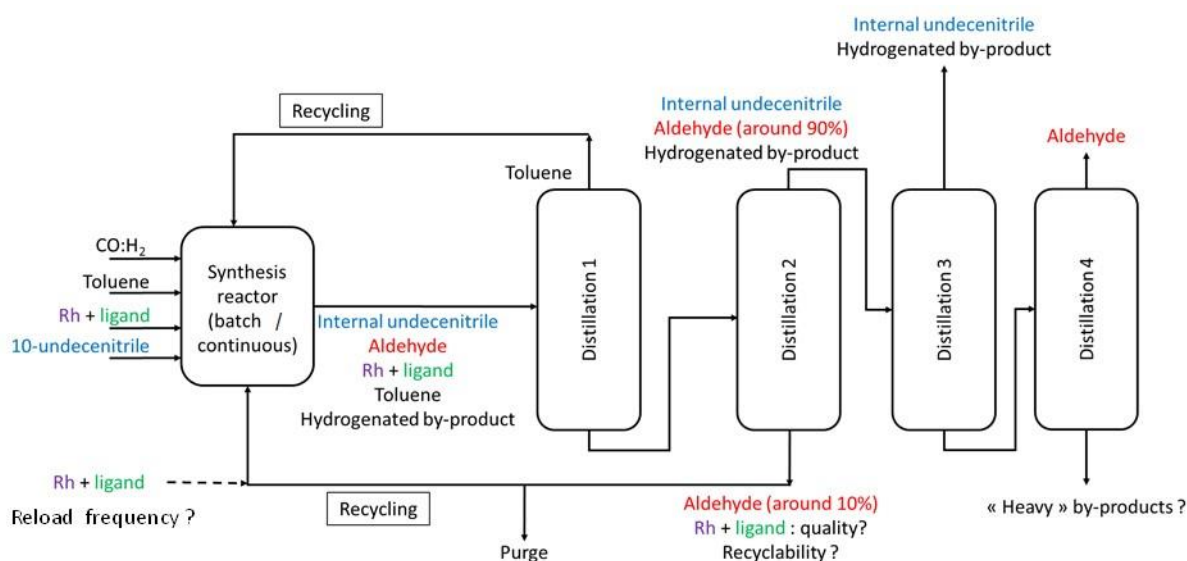 Internal undecenitrile
Hydrogenated by-product
Recycling
Internal undecenitrile
Aldehyde (around 90%)
Hydrogenated by-product
Aldehyde
Toluene
CO:H₂
Toluene
Rh + ligand
10-undecenitrile
Synthesis
reactor
(batch /
continuous)
Internal undecenitrile
Aldehyde
Rh + ligand
Toluene
Hydrogenated by-product
Distillation 1
Distillation 2
Distillation 3
Distillation 4
Rh + ligand
Reload frequency ?
Recycling
Purge
Aldehyde (around 10%)
Rh + ligand : quality?
Recyclability ?
« Heavy » by-products ?